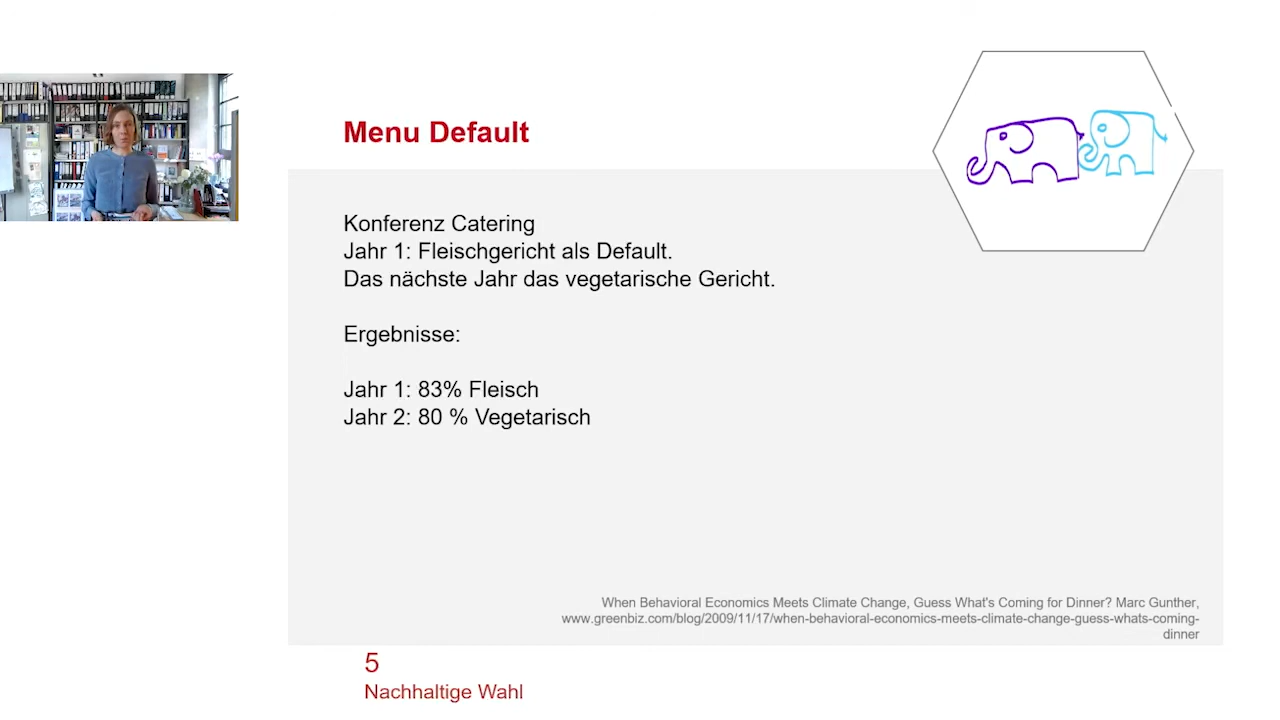 Menu Default
Konferenz Catering
Jahr 1: Fleischgericht als Default.
Das nächste Jahr das vegetarische Gericht.
Ergebnisse:
Jahr 1: 83% Fleisch
Jahr 2: 80 % Vegetarisch
When Behavioral Economics Meets Climate Change, Guess What's Coming for Dinner? Marc Gunther,
www.greenbiz.com/blog/2009/11/17/when-behavioral-economics-meets-climate-change-guess-whats-coming-
dinner
5
Nachhaltige Wahl